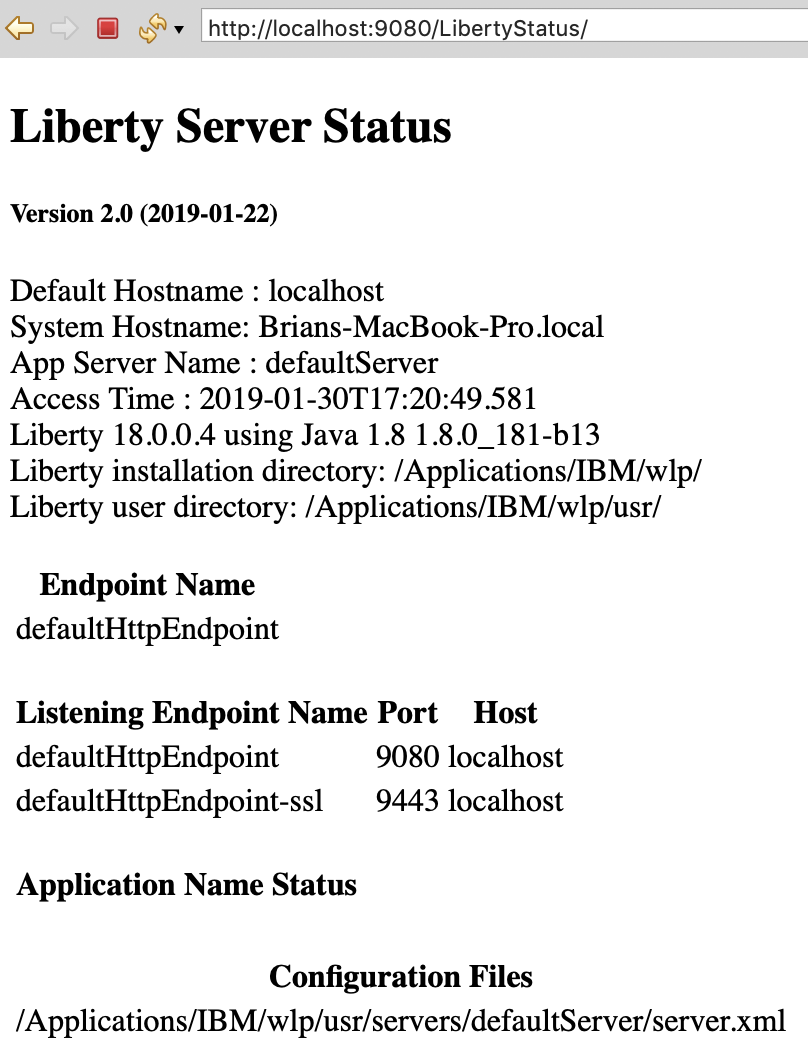 http://localhost:9080/LibertyStatus/
Liberty Server Status
Version 2.0 (2019-01-22)
Default Hostname : localhost
System Hostname: Brians-MacBook-Pro.local
App Server Name : defaultServer
Access Time : 2019-01-30T17:20:49.581
Liberty 18.0.0.4 using Java 1.8 1.8.0_181-b13
Liberty installation directory: /Applications/IBM/wlp/
Liberty user directory: /Applications/IBM/wlp/usr/
Endpoint Name
defaultHttpEndpoint
Listening Endpoint Name Port Host
defaultHttpEndpoint 9080 localhost
defaultHttpEndpoint-ssl 9443 localhost
Application Name Status
Configuration Files
/Applications/IBM/wlp/usr/servers/defaultServer/server.xml